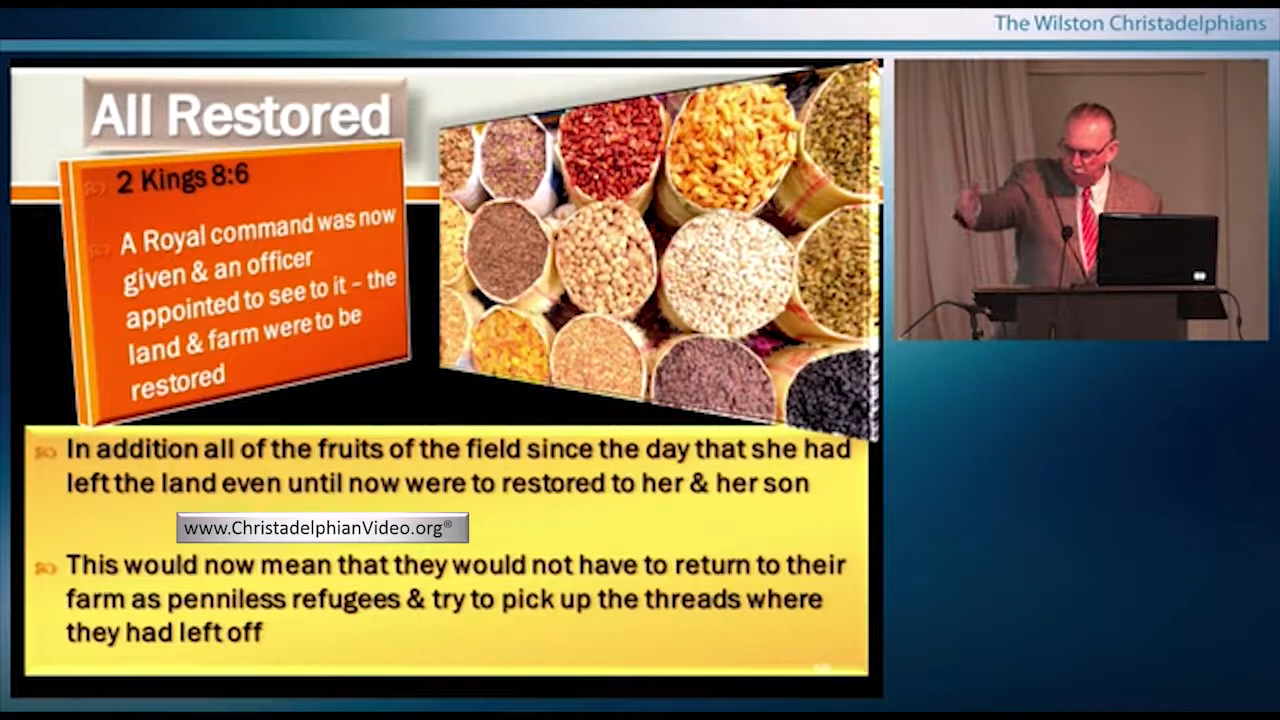 The Wilston Christadelphians
All Restored
2 Kings 8:6
A Royal command was now
given & an officer
appointed to see to it – the
land & farm were to be
restored
In addition all of the fruits of the field since the day that she had
left the land even until now were to restored to her & her son
www.ChristadelphianVideo.org®
This would now mean that they would not have to return to their
farm as penniless refugees & try to pick up the threads where
they had left off